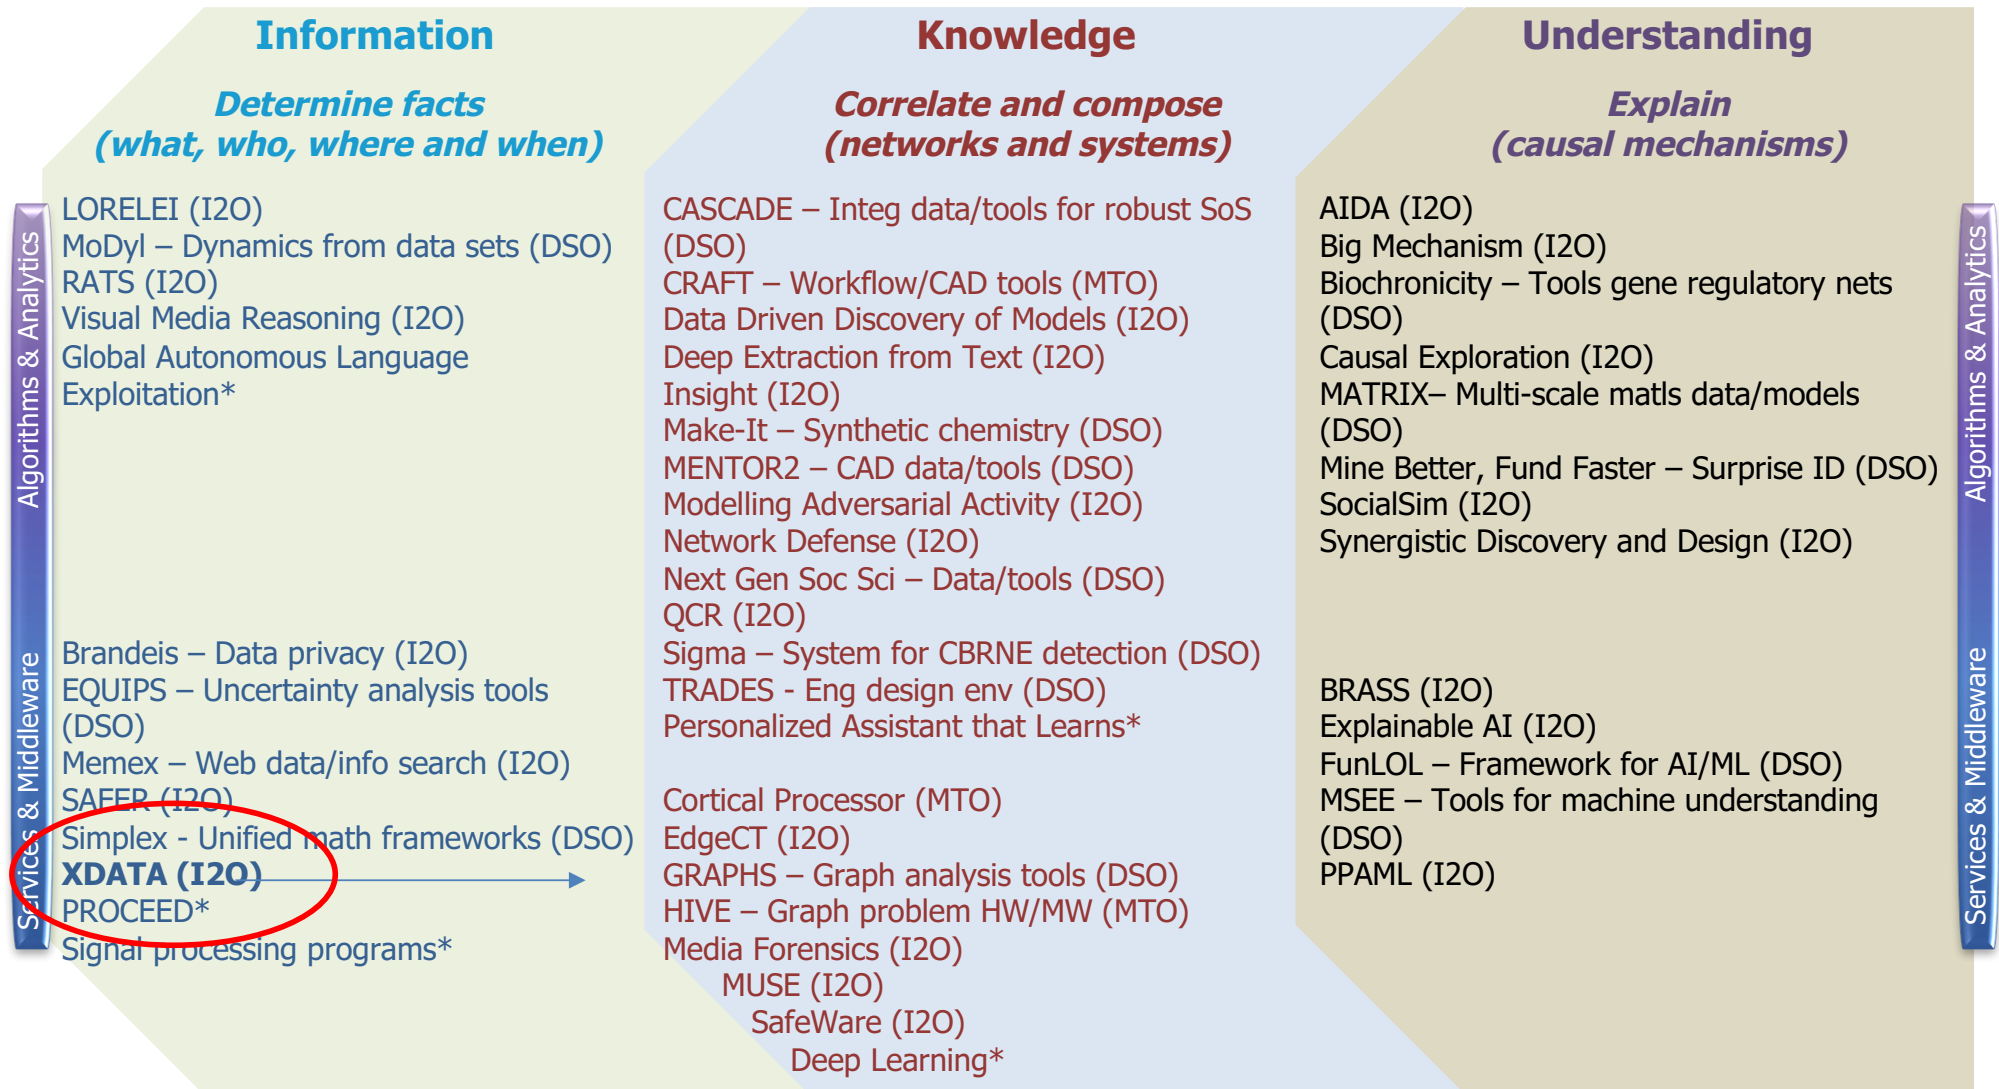 Information
Determine facts
(what, who, where and when)
LORELEI (I2O)
MoDyl – Dynamics from data sets (DSO)
RATS (I2O)
Visual Media Reasoning (I2O)
Global Autonomous Language
Exploitation*
Brandeis – Data privacy (I2O)
EQUIPS – Uncertainty analysis tools
(DSO)
Memex – Web data/info search (I2O)
SAFER (I2O)
Simplex - Unified math frameworks (DSO)
XDATA (I2O)
PROCEED*
Signal processing programs*
Knowledge
Correlate and compose
(networks and systems)
CASCADE – Integ data/tools for robust SoS
(DSO)
CRAFT – Workflow/CAD tools (MTO)
Data Driven Discovery of Models (I2O)
Deep Extraction from Text (I2O)
Insight (I2O)
Make-It – Synthetic chemistry (DSO)
MENTOR2 – CAD data/tools (DSO)
Modelling Adversarial Activity (I2O)
Network Defense (I2O)
Next Gen Soc Sci – Data/tools (DSO)
QCR (I2O)
Sigma – System for CBRNE detection (DSO)
TRADES - Eng design env (DSO)
Personalized Assistant that Learns*
Cortical Processor (MTO)
EdgeCT (I2O)
GRAPHS – Graph analysis tools (DSO)
HIVE – Graph problem HW/MW (MTO)
Media Forensics (I2O)
MUSE (I2O)
SafeWare (I2O)
Deep Learning*
Understanding
Explain
(causal mechanisms)
AIDA (I2O)
Big Mechanism (I2O)
Biochronicity – Tools gene regulatory nets
(DSO)
Causal Exploration (I2O)
MATRIX– Multi-scale matls data/models
(DSO)
Mine Better, Fund Faster – Surprise ID (DSO)
SocialSim (I2O)
Synergistic Discovery and Design (I2O)
BRASS (I2O)
Explainable AI (I2O)
FunLOL – Framework for AI/ML (DSO)
MSEE – Tools for machine understanding
(DSO)
PPAML (I2O)
Algorithms & Analytics
Services & Middleware
Algorithms & Analytics
Services & Middleware